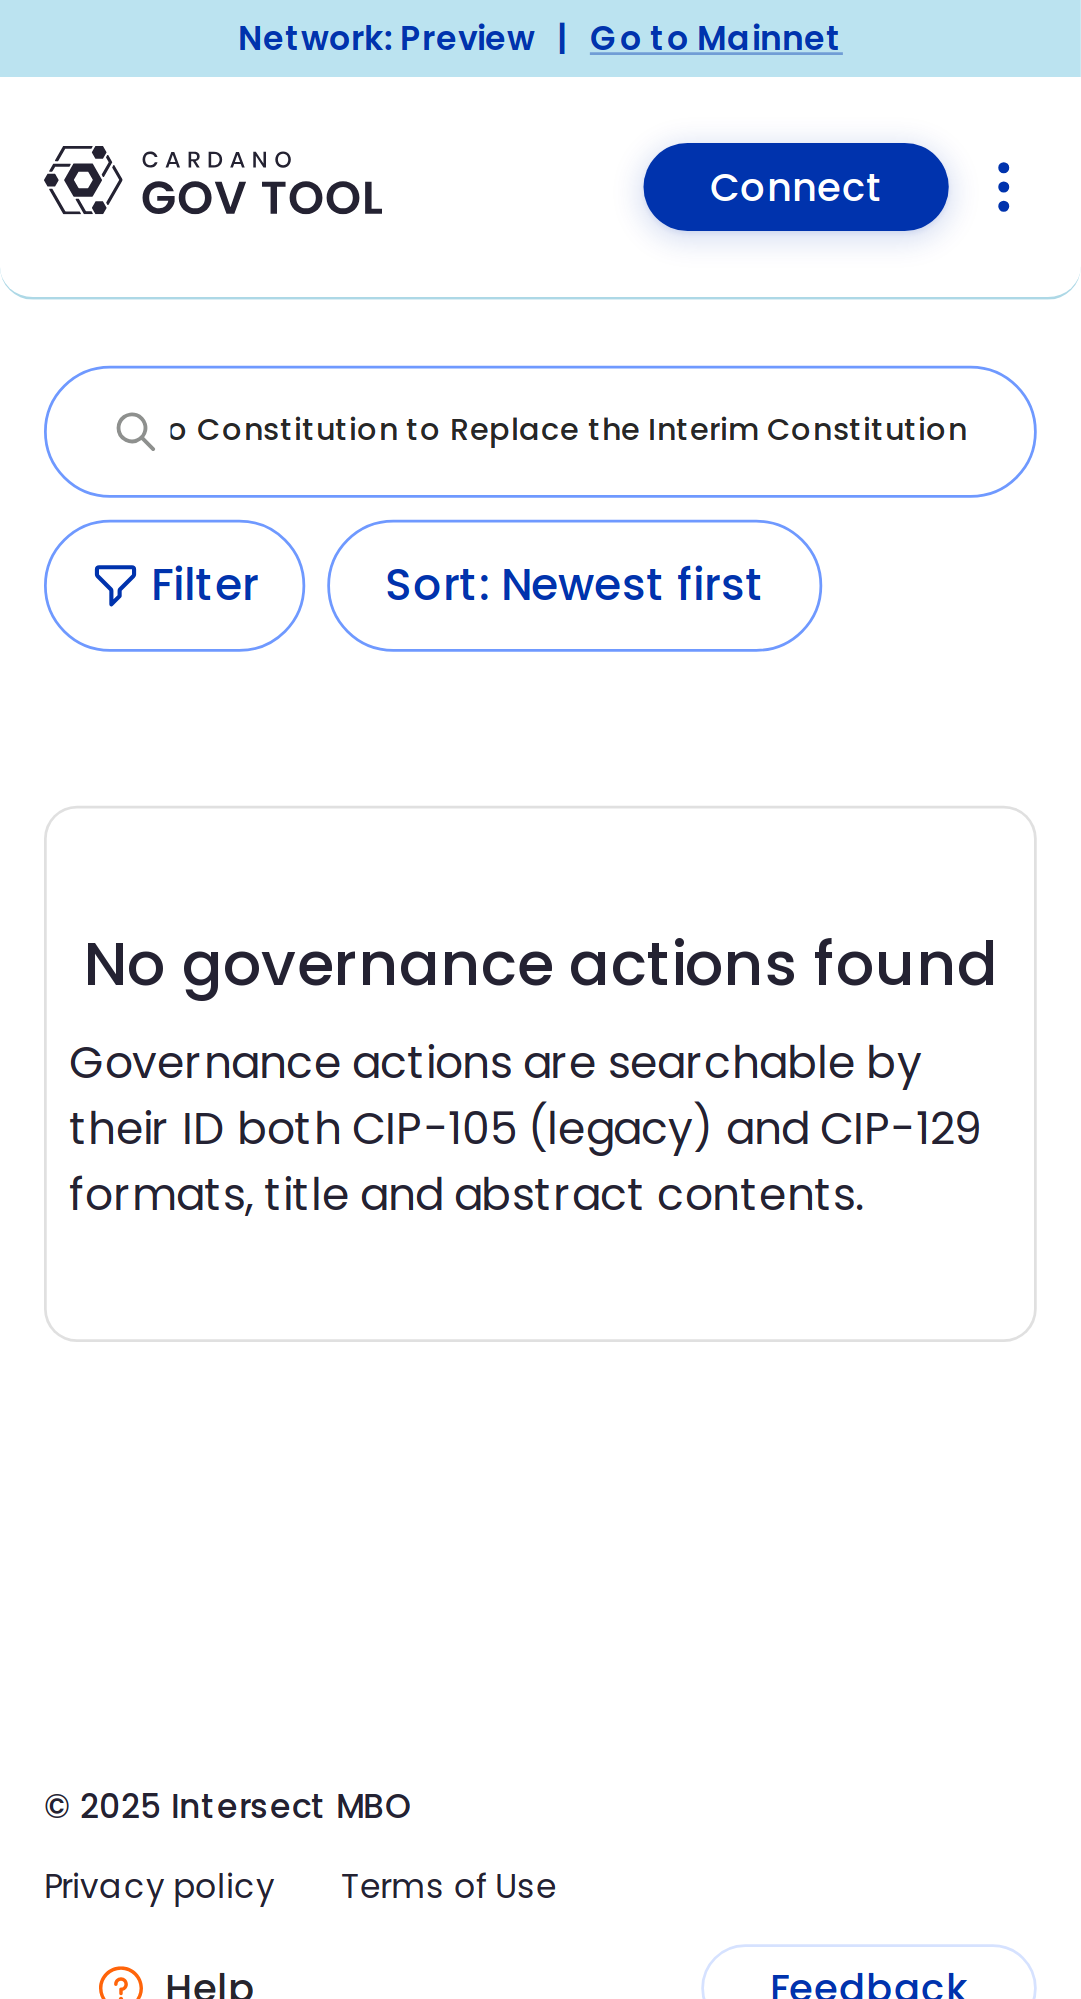 Network: Preview | Go to Mainnet
CARDANO
GOV TOOL
Connect
o Constitution to Replace the Interim Constitution
Filter
Sort: Newest first
No governance actions found
Governance actions are searchable by
their ID both CIP-105 (legacy) and CIP-129
formats, title and abstract contents.
© 2025 Intersect MBO
Privacy policy Terms of Use
Help
Feedback